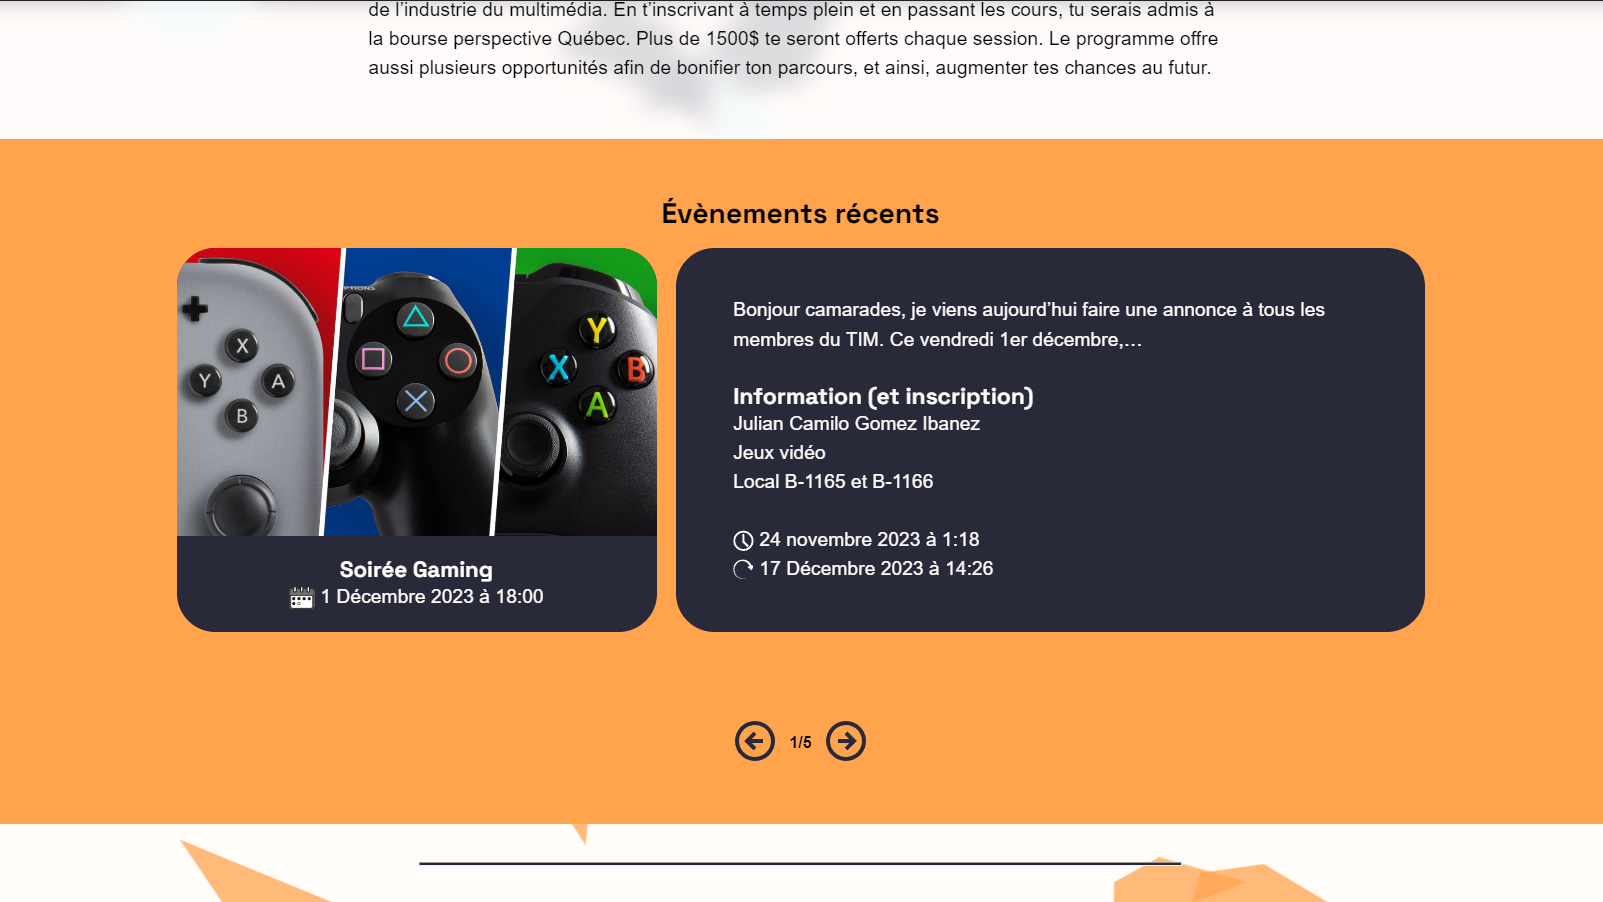 de l’industrie du multimédia. En t’inscrivant à temps plein et en passant les cours, tu serais admis à
la bourse perspective Québec. Plus de 1500$ te seront offerts chaque session. Le programme offre
aussi plusieurs opportunités afin de bonifier ton parcours, et ainsi, augmenter tes chances au futur.
Évènements récents
X
Y A
B
PTIONS
Y
X B
A
Soirée Gaming
1 Décembre 2023 à 18:00
Bonjour camarades, je viens aujourd’hui faire une annonce à tous les
membres du TIM. Ce vendredi 1er décembre,…
Information (et inscription)
Julian Camilo Gomez Ibanez
Jeux vidéo
Local B-1165 et B-1166
24 novembre 2023 à 1:18
17 Décembre 2023 à 14:26
1/5